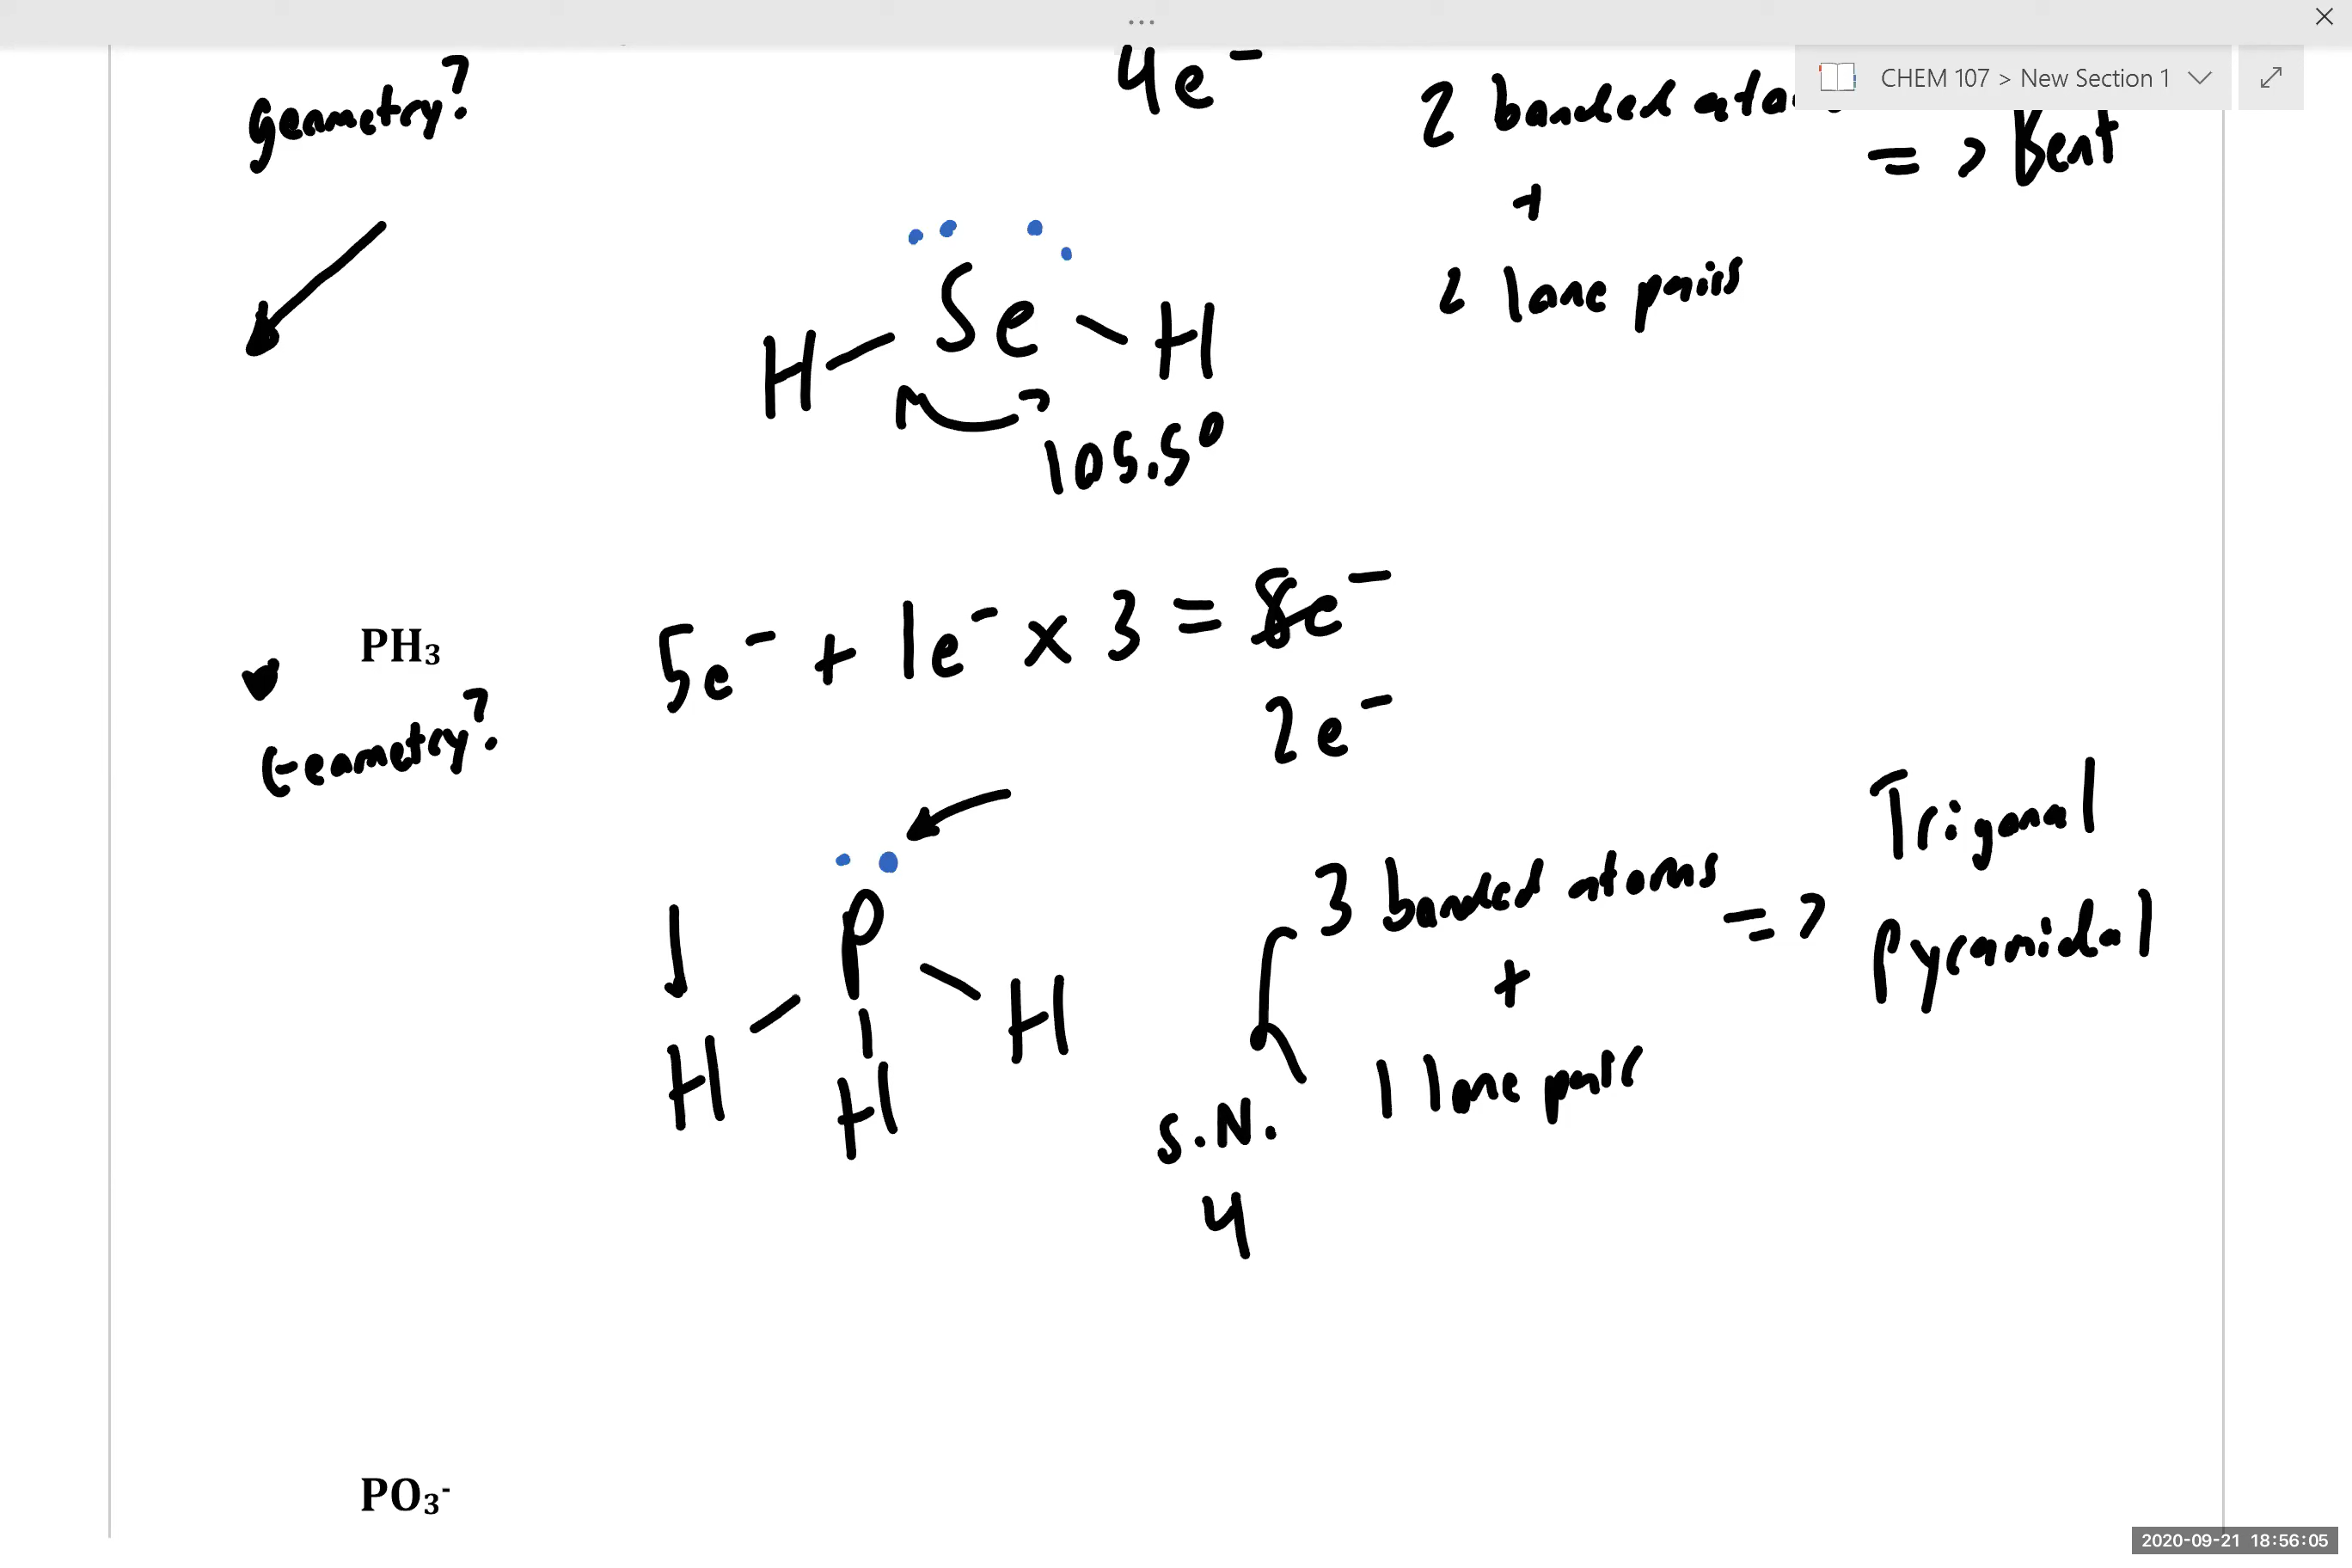 CHEM 107 > New Section 1
Geometry?
4e⁻
2 bonded ato
+
2 lone pairs
=> Bent
H Se H
105.5°
PH₃
Geometry?
5e⁻ + 1e⁻ x 3 = 8e⁻
2e⁻
P
H H H
3 bonded atoms
+
1 lone pair
=> Trigonal
Pyramidal
S.N.
4
PO₃⁻
2020-09-21 18:56:05